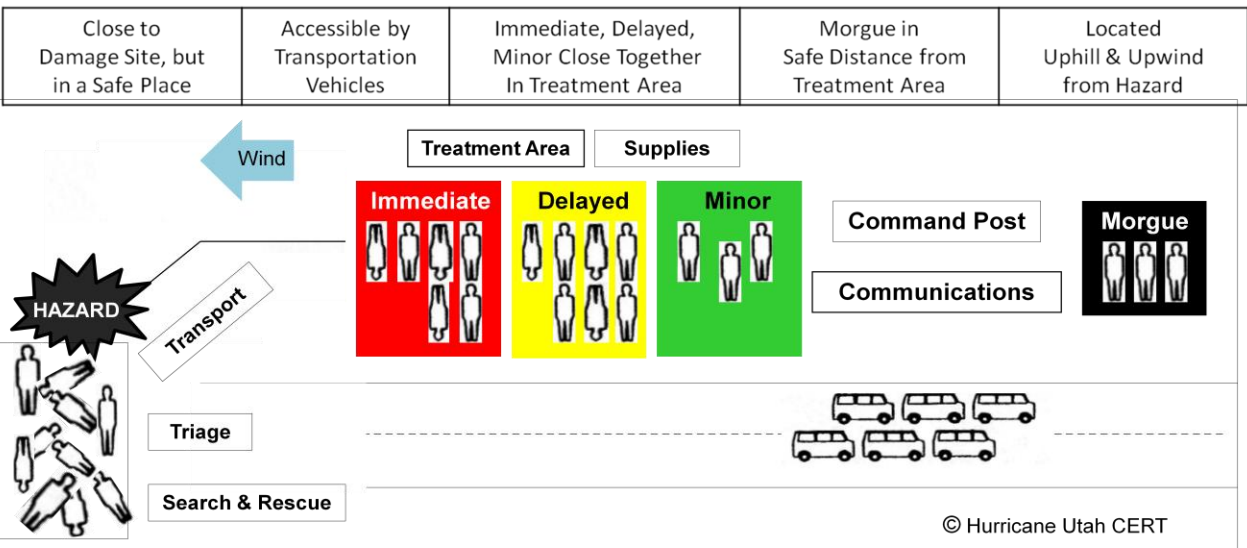 Close to
Damage Site, but
in a Safe Place
Accessible by
Transportation
Vehicles
Immediate, Delayed,
Minor Close Together
In Treatment Area
Morgue in
Safe Distance from
Treatment Area
Located
Uphill & Upwind
from Hazard
Wind
Treatment Area
Supplies
Immediate
Delayed
Minor
Command Post
Morgue
Communications
HAZARD
Transport
Triage
Search & Rescue
© Hurricane Utah CERT